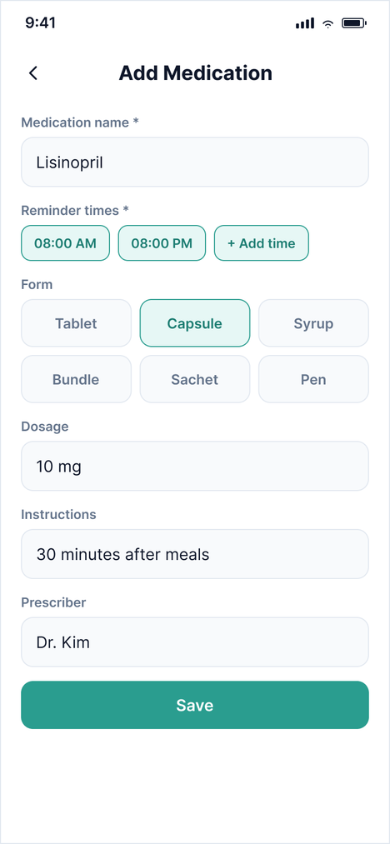 9:41
Add Medication
Medication name *
Lisinopril
Reminder times *
08:00 AM 08:00 PM + Add time
Form
Tablet Capsule Syrup
Bundle Sachet Pen
Dosage
10 mg
Instructions
30 minutes after meals
Prescriber
Dr. Kim
Save